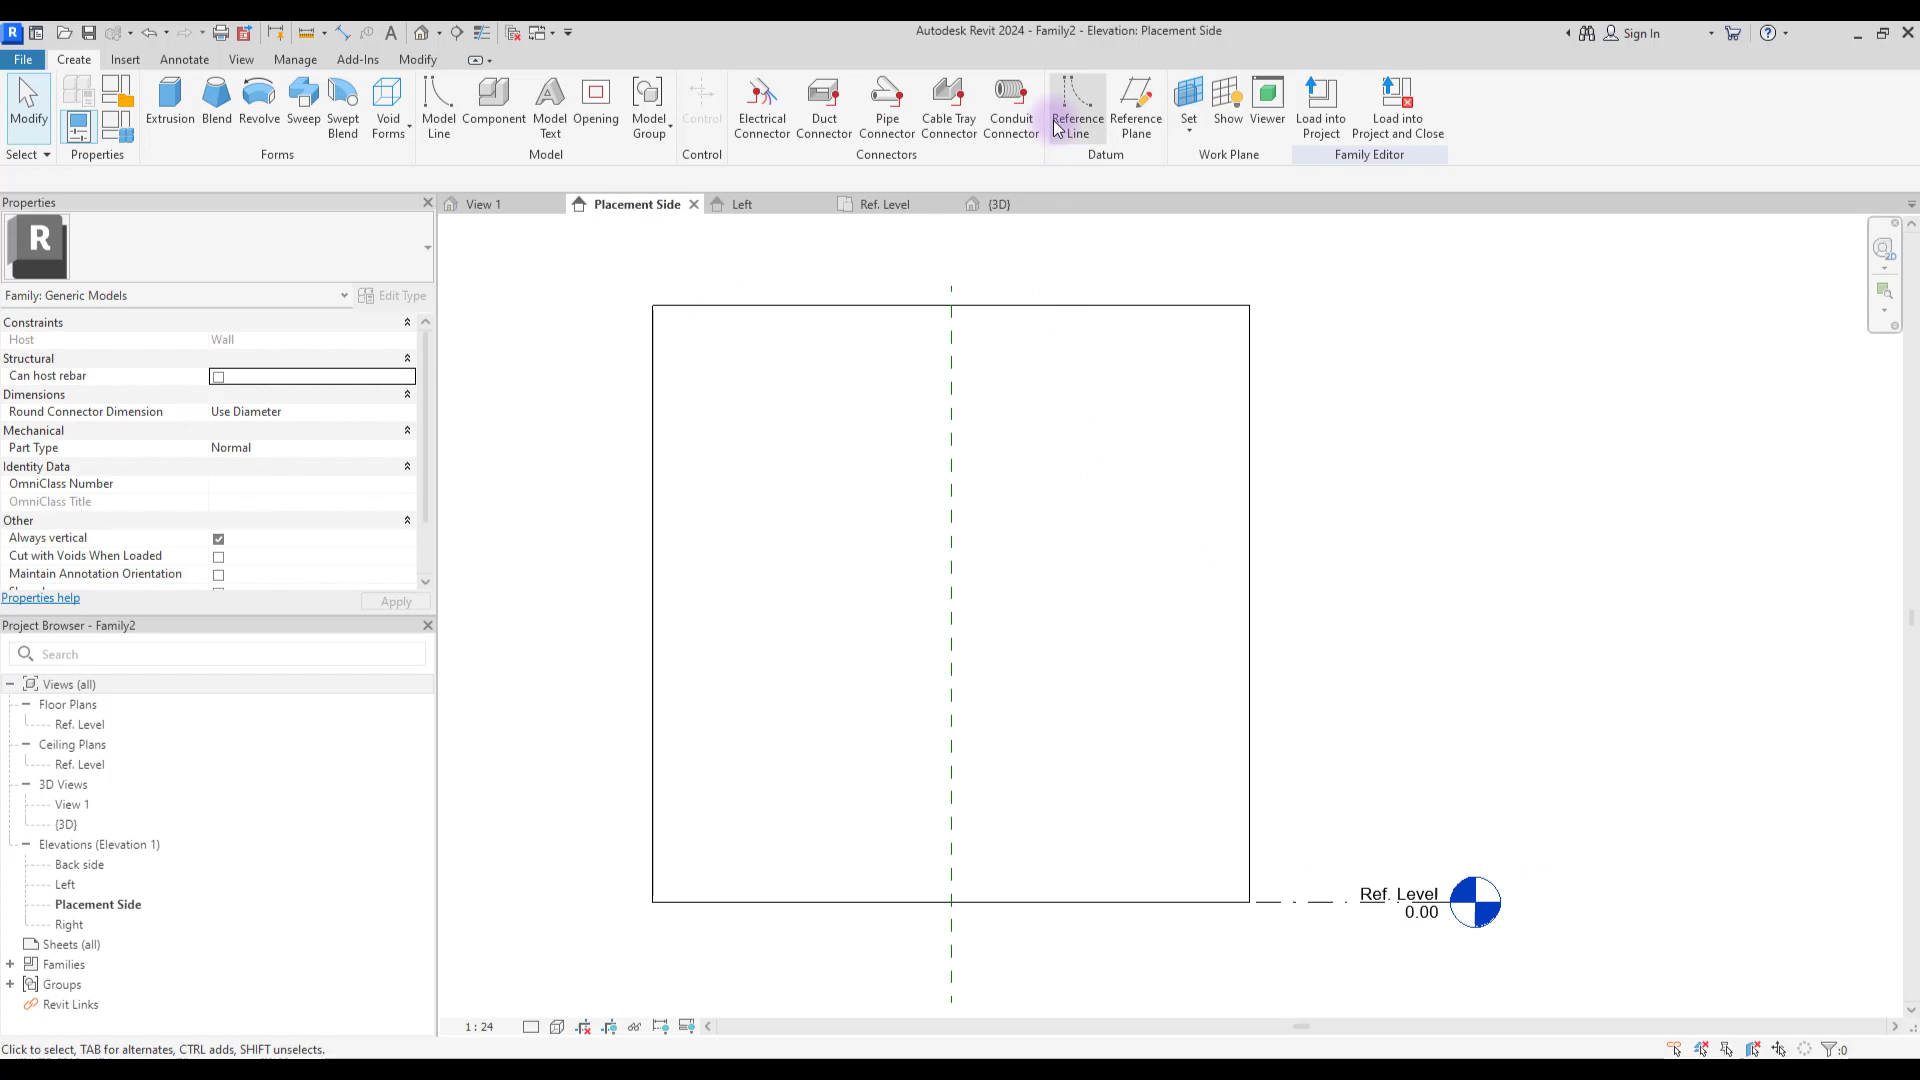 Autodesk Revit 2024 - Family2 - Elevation: Placement Side
Sign In
File Create Insert Annotate View Manage Add-Ins Modify
Modify
Select
Properties
Extrusion Blend Revolve Sweep Swept Blend Void Forms
Forms
Model Line Component Model Text Opening Model Group
Model
Control
Control
Electrical Connector Duct Connector Pipe Connector Cable Tray Connector Conduit Connector
Connectors
Reference Line Reference Plane
Datum
Set Show Viewer
Work Plane
Load into Project Load into Project and Close
Family Editor
Properties
View 1 Placement Side Left Ref. Level {3D}
R
2D
Family: Generic Models Edit Type
Constraints
Host Wall
Structural
Can host rebar
Dimensions
Round Connector Dimension Use Diameter
Mechanical
Part Type Normal
Identity Data
OmniClass Number
OmniClass Title
Other
Always vertical
Cut with Voids When Loaded
Maintain Annotation Orientation
Properties help Apply
Project Browser - Family2
Search
Views (all)
Floor Plans
Ref. Level
Ceiling Plans
Ref. Level
3D Views
View 1
{3D}
Elevations (Elevation 1)
Back side
Left
Placement Side
Right
Sheets (all)
Families
Groups
Revit Links
Ref. Level
0.00
1 : 24
Click to select, TAB for alternates, CTRL adds, SHIFT unselects.
:0